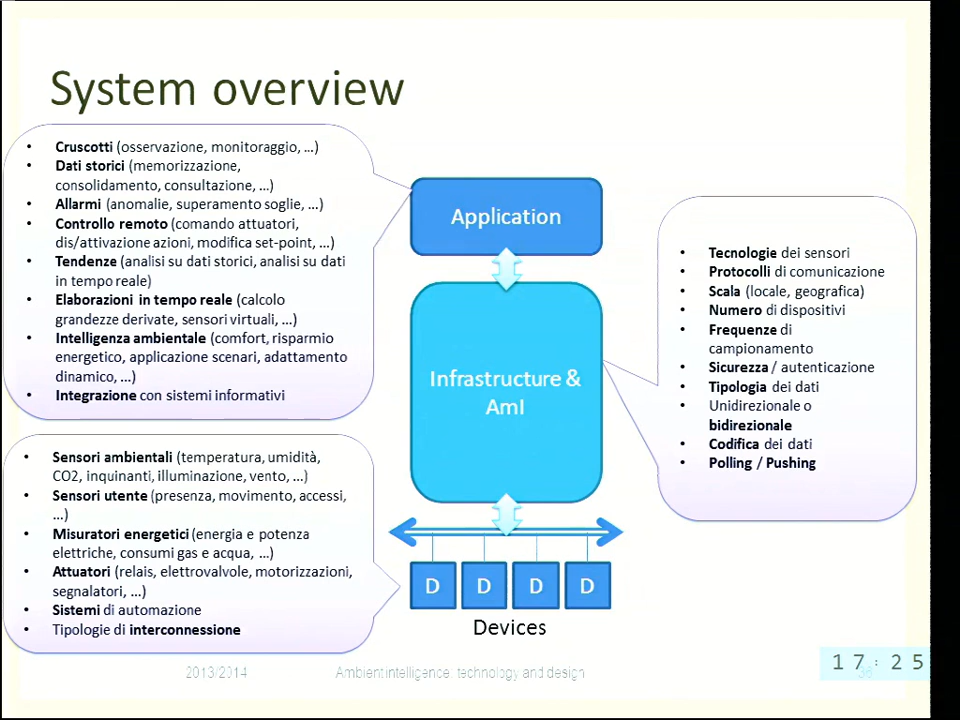 System overview
• Cruscotti (osservazione, monitoraggio, …)
• Dati storici (memorizzazione,
consolidamento, consultazione, …)
• Allarmi (anomalie, superamento soglie, …)
• Controllo remoto (comando attuatori,
dis/attivazione azioni, modifica set-point, …)
• Tendenze (analisi su dati storici, analisi su dati
in tempo reale)
• Elaborazioni in tempo reale (calcolo
grandezze derivate, sensori virtuali, …)
• Intelligenza ambientale (comfort, risparmio
energetico, applicazione scenari, adattamento
dinamico, …)
• Integrazione con sistemi informativi
• Sensori ambientali (temperatura, umidità,
CO2, inquinanti, illuminazione, vento, …)
• Sensori utente (presenza, movimento, accessi,
…)
• Misuratori energetici (energia e potenza
elettriche, consumi gas e acqua, …)
• Attuatori (relais, elettrovalvole, motorizzazioni,
segnalatori, …)
• Sistemi di automazione
• Tipologie di interconnessione
Application
Infrastructure &
AmI
D D D D
Devices
• Tecnologie dei sensori
• Protocolli di comunicazione
• Scala (locale, geografica)
• Numero di dispositivi
• Frequenze di
campionamento
• Sicurezza / autenticazione
• Tipologia dei dati
• Unidirezionale o
bidirezionale
• Codifica dei dati
• Polling / Pushing
2013/2014
Ambient intelligence: technology and design
17:25